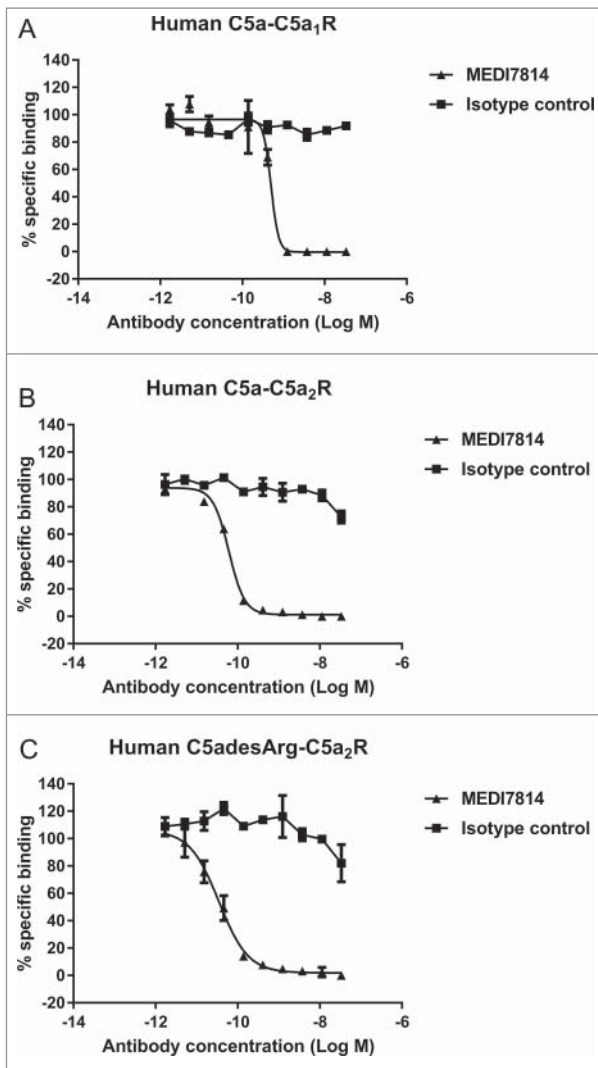 A
Human C5a-C5a₁R
140
120
100
80
60
40
20
0
-20
% specific binding
-14
-12
-10
-8
-6
Antibody concentration (Log M)
MEDI7814
Isotype control
B
Human C5a-C5a₂R
140
120
100
80
60
40
20
0
-20
% specific binding
-14
-12
-10
-8
-6
Antibody concentration (Log M)
MEDI7814
Isotype control
C
Human C5adesArg-C5a₂R
140
120
100
80
60
40
20
0
-20
% specific binding
-14
-12
-10
-8
-6
Antibody concentration (Log M)
MEDI7814
Isotype control